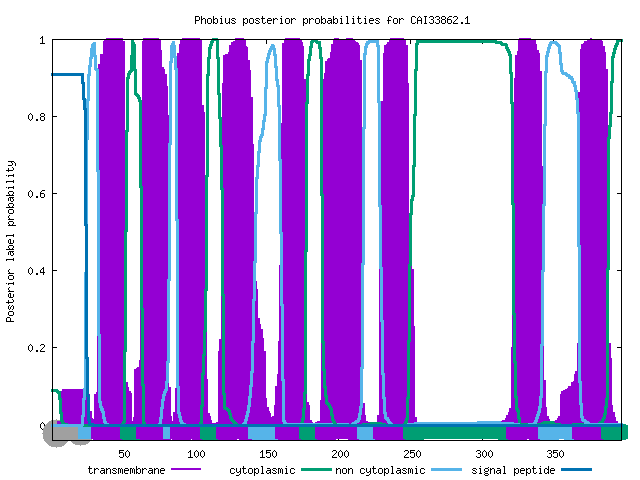 Phobius posterior probabilities for CAI33862.1
1
0.8
0.6
0.4
0.2
0
Posterior label probability
50 100 150 200 250 300 350
transmembrane cytoplasmic non cytoplasmic signal peptide